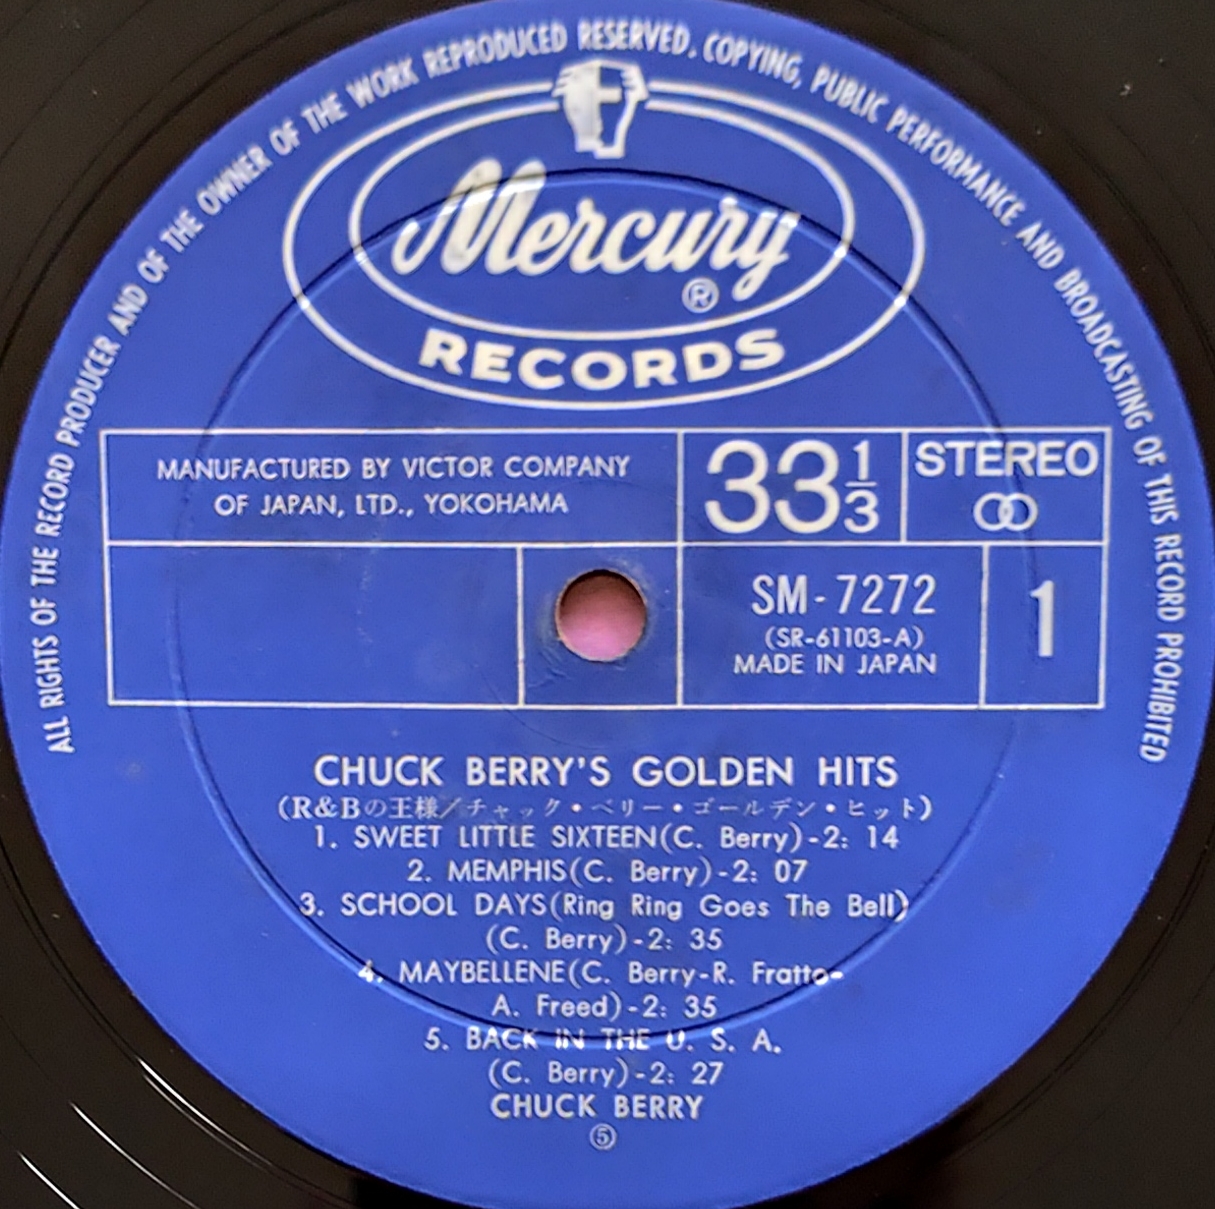 ALL RIGHTS OF THE RECORD PRODUCER AND OF THE OWNER OF THE WORK REPRODUCED RESERVED. COPYING, PUBLIC PERFORMANCE AND BROADCASTING OF THIS RECORD PROHIBITED
Mercury
®
RECORDS
MANUFACTURED BY VICTOR COMPANY
OF JAPAN, LTD., YOKOHAMA
33 1/3
STEREO
SM-7272
(SR-61103-A)
MADE IN JAPAN
1
CHUCK BERRY'S GOLDEN HITS
(R&Bの王様/チャック・ベリー・ゴールデン・ヒット)
1. SWEET LITTLE SIXTEEN(C. Berry)-2: 14
2. MEMPHIS(C. Berry)-2: 07
3. SCHOOL DAYS(Ring Ring Goes The Bell)
(C. Berry)-2: 35
4. MAYBELLENE(C. Berry-R. Fratto-
A. Freed)-2: 35
5. BACK IN THE U. S. A.
(C. Berry)-2: 27
CHUCK BERRY
⑤